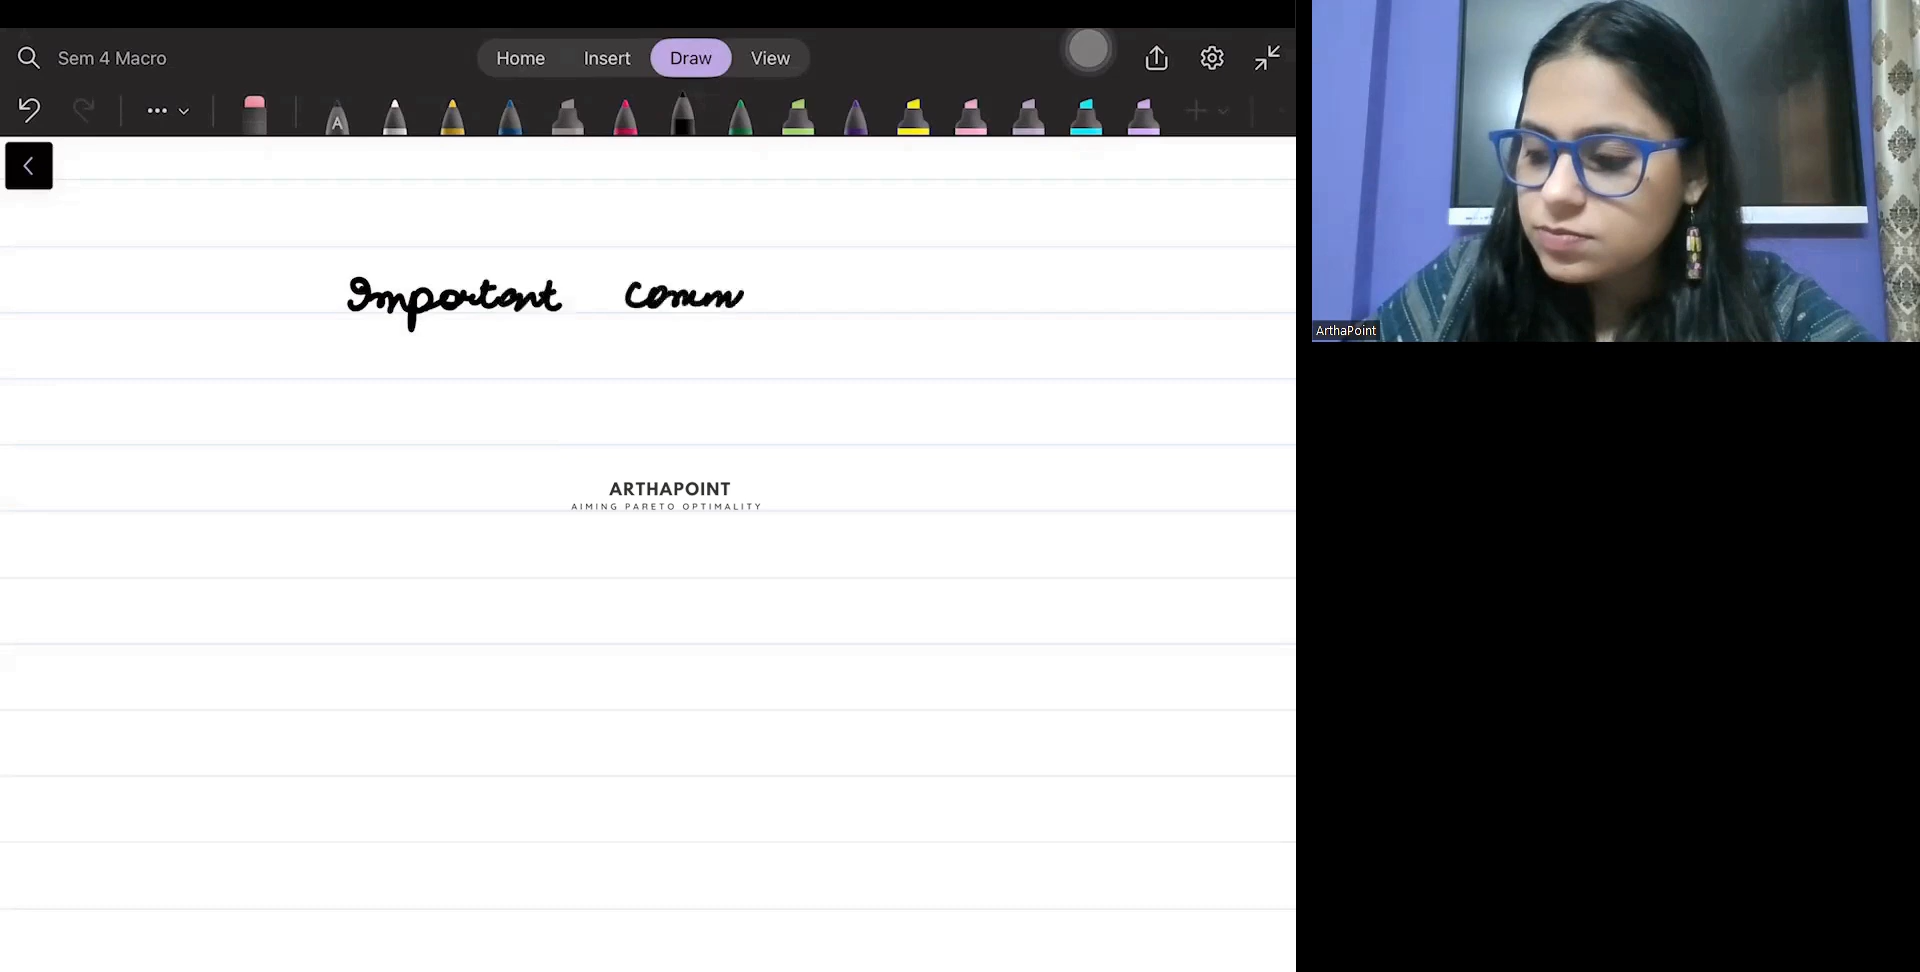 Sem 4 Macro
Home Insert Draw View
A
Important comm
ARTHAPOINT
AIMING PARETO OPTIMALITY
ArthaPoint